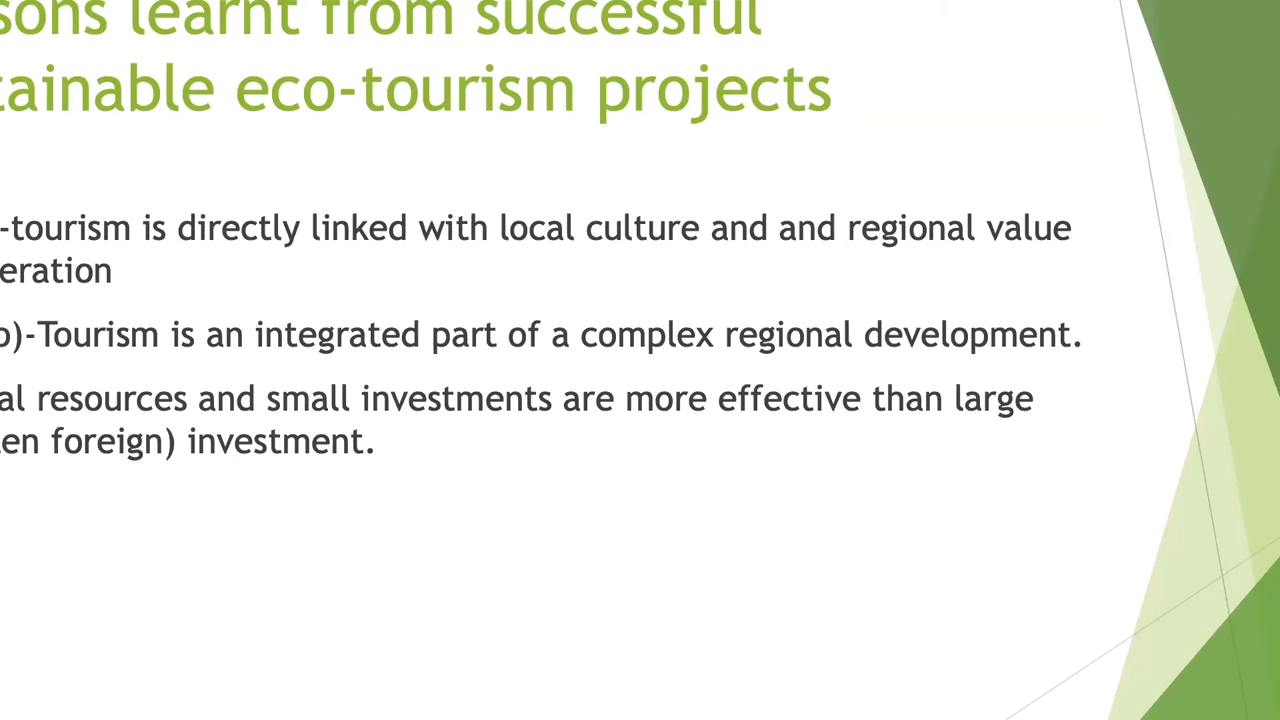 sons learnt from successful
tainable eco-tourism projects
-tourism is directly linked with local culture and and regional value
eration
o)-Tourism is an integrated part of a complex regional development.
al resources and small investments are more effective than large
en foreign) investment.